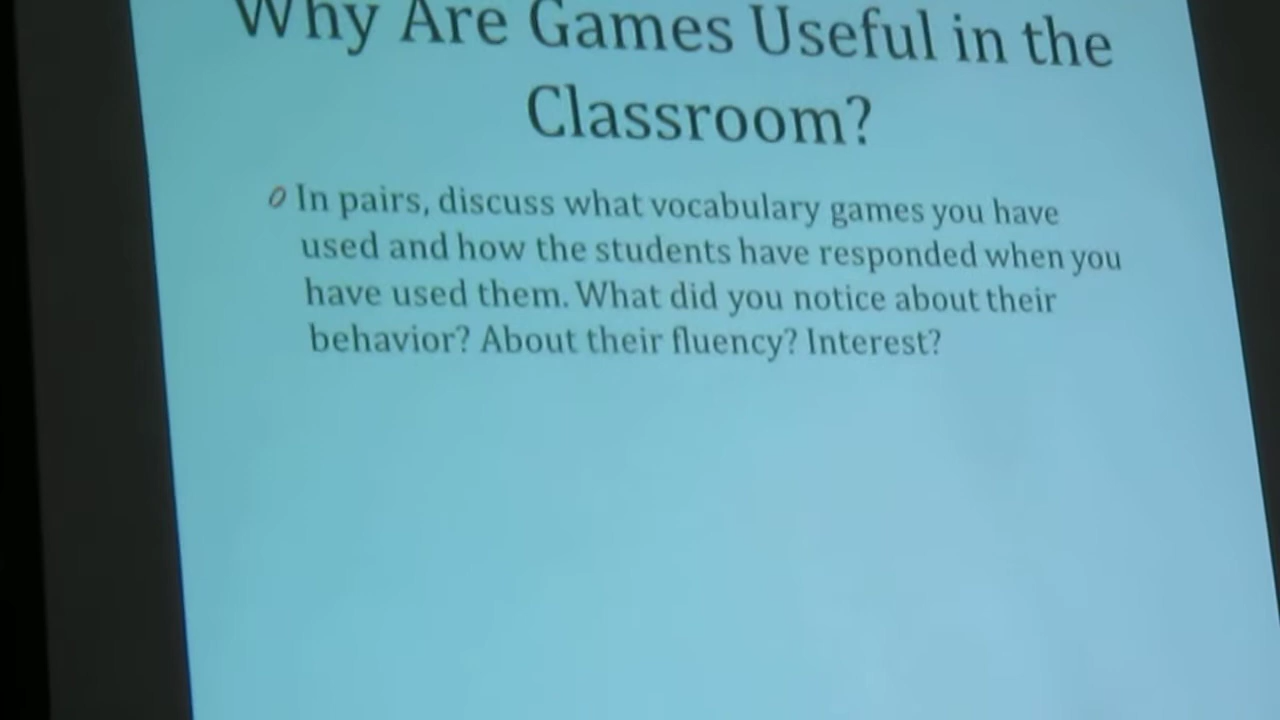 Why Are Games Useful in the
Classroom?
In pairs, discuss what vocabulary games you have
used and how the students have responded when you
have used them. What did you notice about their
behavior? About their fluency? Interest?